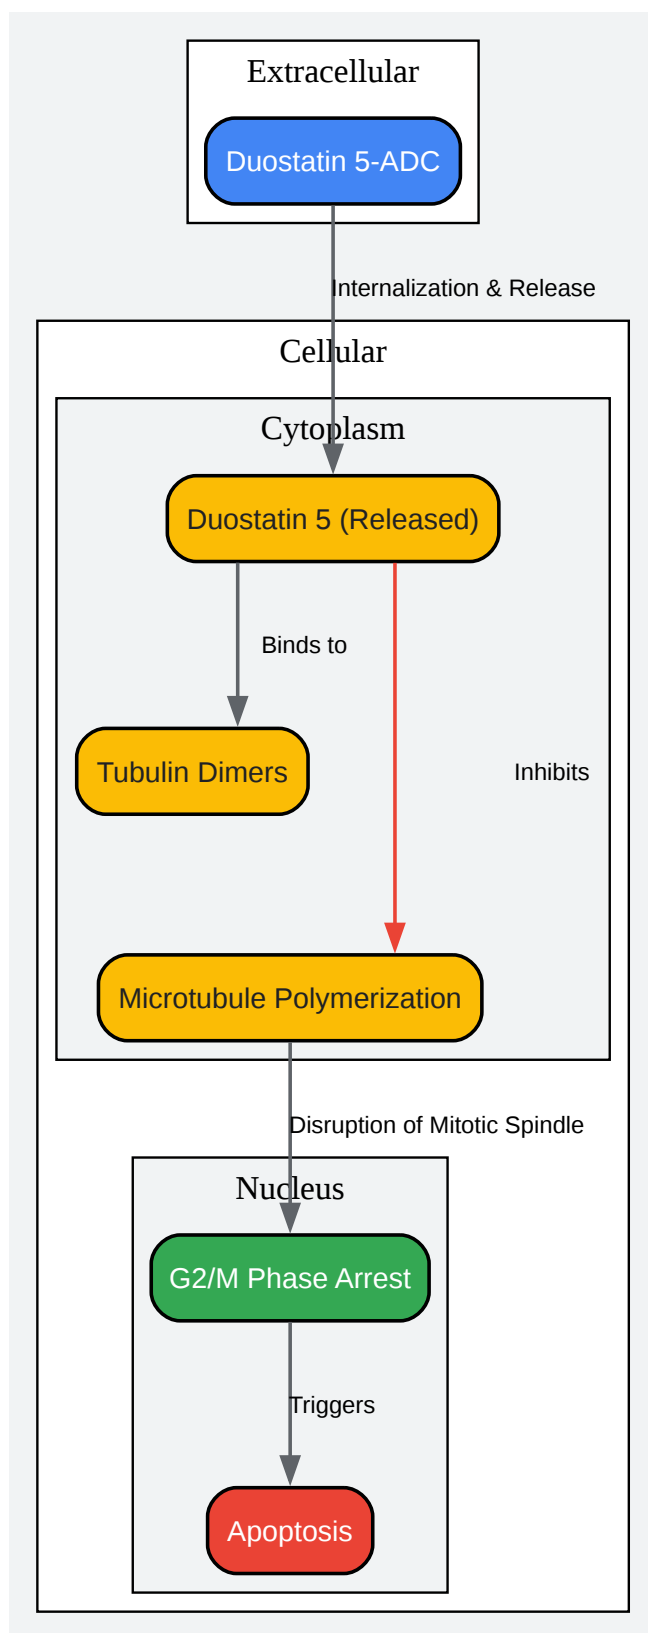 Extracellular
Duostatin 5-ADC
Internalization & Release
Cellular
Cytoplasm
Duostatin 5 (Released)
Binds to
Tubulin Dimers
Inhibits
Microtubule Polymerization
Disruption of Mitotic Spindle
Nucleus
G2/M Phase Arrest
Triggers
Apoptosis